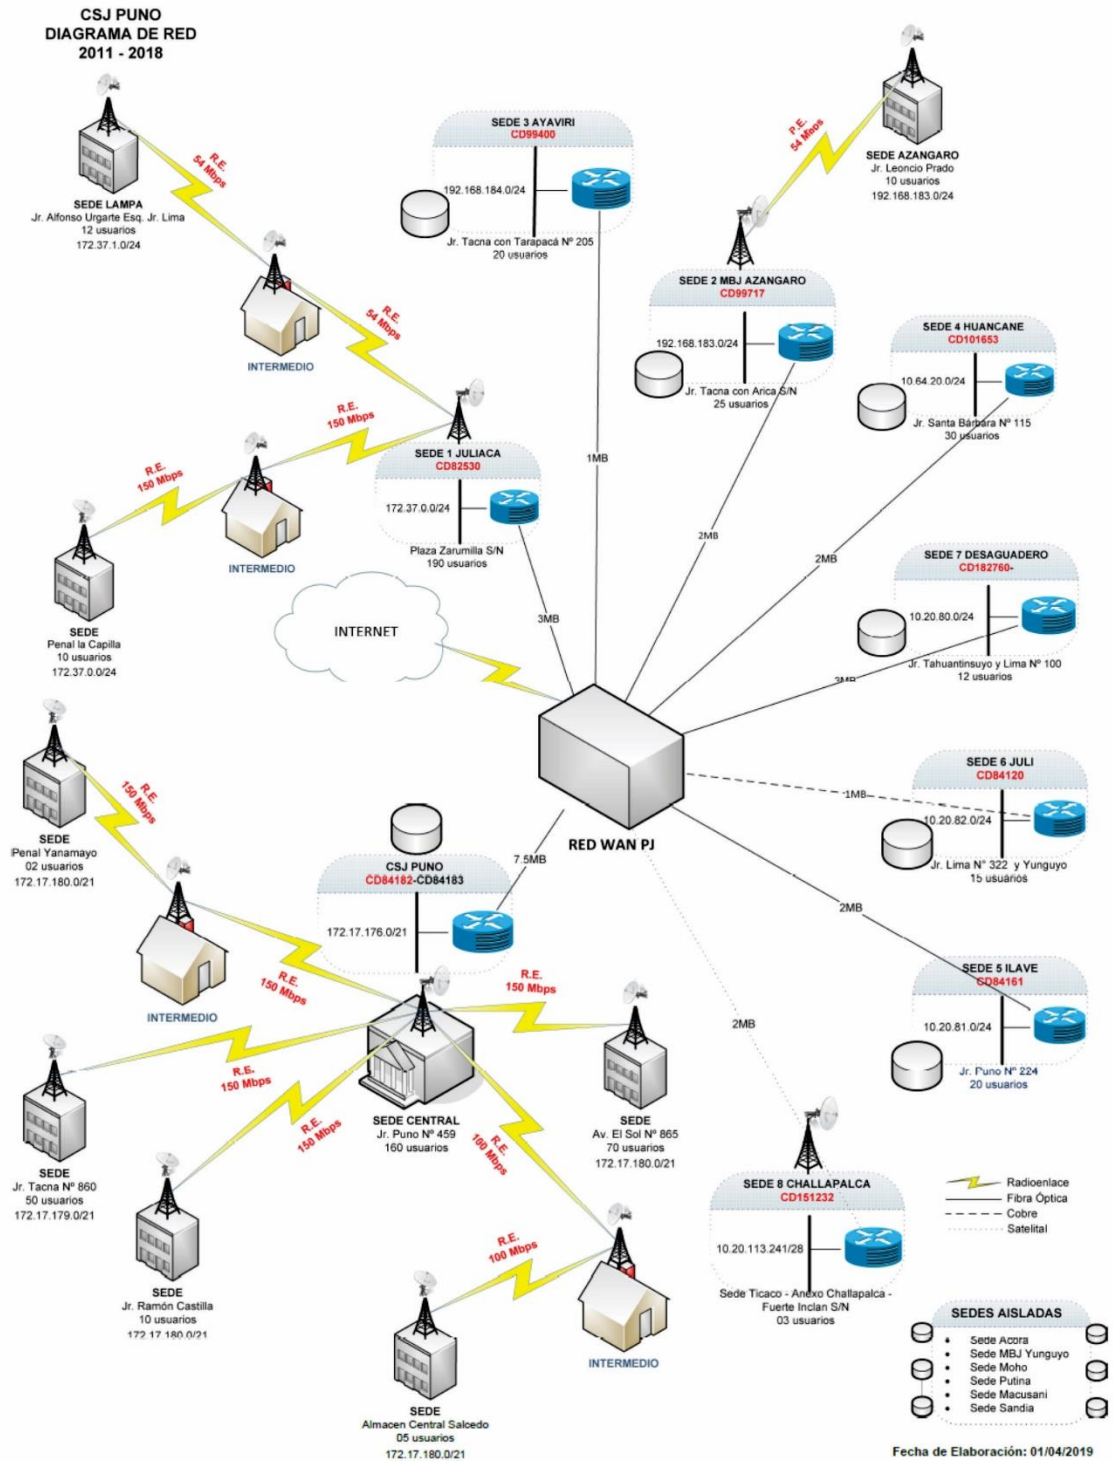 CSJ PUNO
DIAGRAMA DE RED
2011 - 2018
R.E.
54 Mbps
SEDE LAMPA
Jr. Alfonso Urgarte Esq. Jr. Lima
12 usuarios
172.37.1.0/24
R.E.
54 Mbps
INTERMEDIO
SEDE 3 AYAVIRI
CD99400
192.168.184.0/24
Jr. Tacna con Tarapacá Nº 205
20 usuarios
P.E.
54 Mbps
SEDE AZANGARO
Jr. Leoncio Prado
10 usuarios
192.168.183.0/24
SEDE 2 MBJ AZANGARO
CD99717
192.168.183.0/24
Jr. Tacna con Arica S/N
25 usuarios
SEDE 4 HUANCANE
CD101653
10.64.20.0/24
Jr. Santa Bárbara Nº 115
30 usuarios
R.E.
150 Mbps
R.E.
150 Mbps
INTERMEDIO
SEDE 1 JULIACA
CD82530
172.37.0.0/24
Plaza Zarumilla S/N
190 usuarios
SEDE
Penal la Capilla
10 usuarios
172.37.0.0/24
INTERNET
3MB
1MB
2MB
2MB
SEDE 7 DESAGUADERO
CD182760-
10.20.80.0/24
Jr. Tahuantinsuyo y Lima Nº 100
12 usuarios
3MB
RED WAN PJ
SEDE 6 JULI
CD84120
1MB
10.20.82.0/24
Jr. Lima N° 322 y Yunguyo
15 usuarios
R.E.
150 Mbps
SEDE
Penal Yanamayo
02 usuarios
172.17.180.0/21
INTERMEDIO
R.E.
150 Mbps
7.5MB
CSJ PUNO
CD84182-CD84183
172.17.176.0/21
2MB
SEDE 5 ILAVE
CD84161
10.20.81.0/24
Jr. Puno Nº 224
20 usuarios
R.E.
150 Mbps
R.E.
150 Mbps
R.E.
150 Mbps
SEDE CENTRAL
Jr. Puno Nº 459
160 usuarios
SEDE
Av. El Sol Nº 865
70 usuarios
172.17.180.0/21
R.E.
100 Mbps
SEDE
Jr. Tacna Nº 860
50 usuarios
172.17.179.0/21
SEDE
Jr. Ramón Castilla
10 usuarios
172.17.180.0/21
R.E.
100 Mbps
INTERMEDIO
SEDE
Almacen Central Salcedo
05 usuarios
172.17.180.0/21
2MB
SEDE 8 CHALLAPALCA
CD151232
10.20.113.241/28
Sede Ticaco - Anexo Challapalca -
Fuerte Inclan S/N
03 usuarios
Radioenlace
Fibra Óptica
Cobre
Satelital
SEDES AISLADAS
• Sede Acora
• Sede MBJ Yunguyo
• Sede Moho
• Sede Putina
• Sede Macusani
• Sede Sandia
Fecha de Elaboración: 01/04/2019